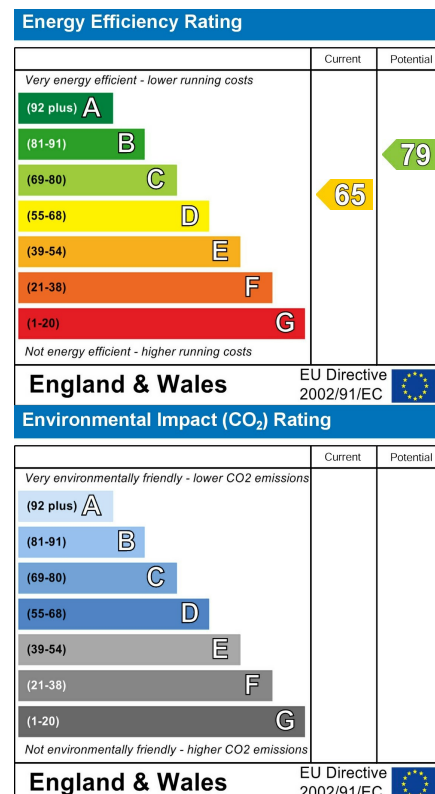 Energy Efficiency Rating
Current Potential
Very energy efficient - lower running costs
(92 plus) A
(81-91) B
(69-80) C
(55-68) D
(39-54) E
(21-38) F
(1-20) G
65
79
Not energy efficient - higher running costs
England & Wales
EU Directive
2002/91/EC
Environmental Impact (CO₂) Rating
Current Potential
Very environmentally friendly - lower CO2 emissions
(92 plus) A
(81-91) B
(69-80) C
(55-68) D
(39-54) E
(21-38) F
(1-20) G
Not environmentally friendly - higher CO2 emissions
England & Wales
EU Directive
2002/91/EC